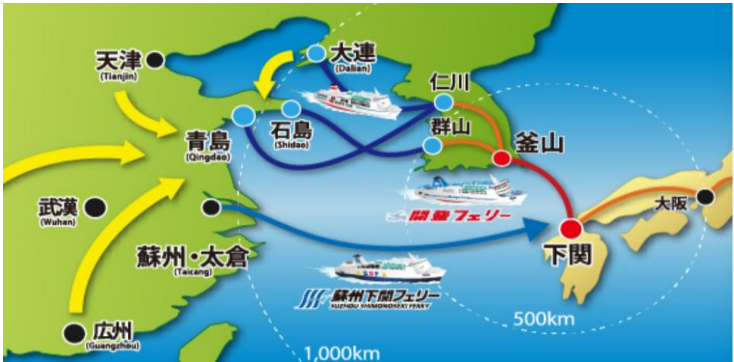 天津
(Tianjin)
大連
(Dalian)
仁川
青島
(Qingdao)
石島
(Shidao)
群山
釜山
武漢
(Wuhan)
関釜フェリー
大阪
蘇州・太倉
(Taicang)
下関
蘇州下関フェリー
SUZHOU SHIMONOSEKI FERRY
500km
広州
(Guangzhou)
1,000km